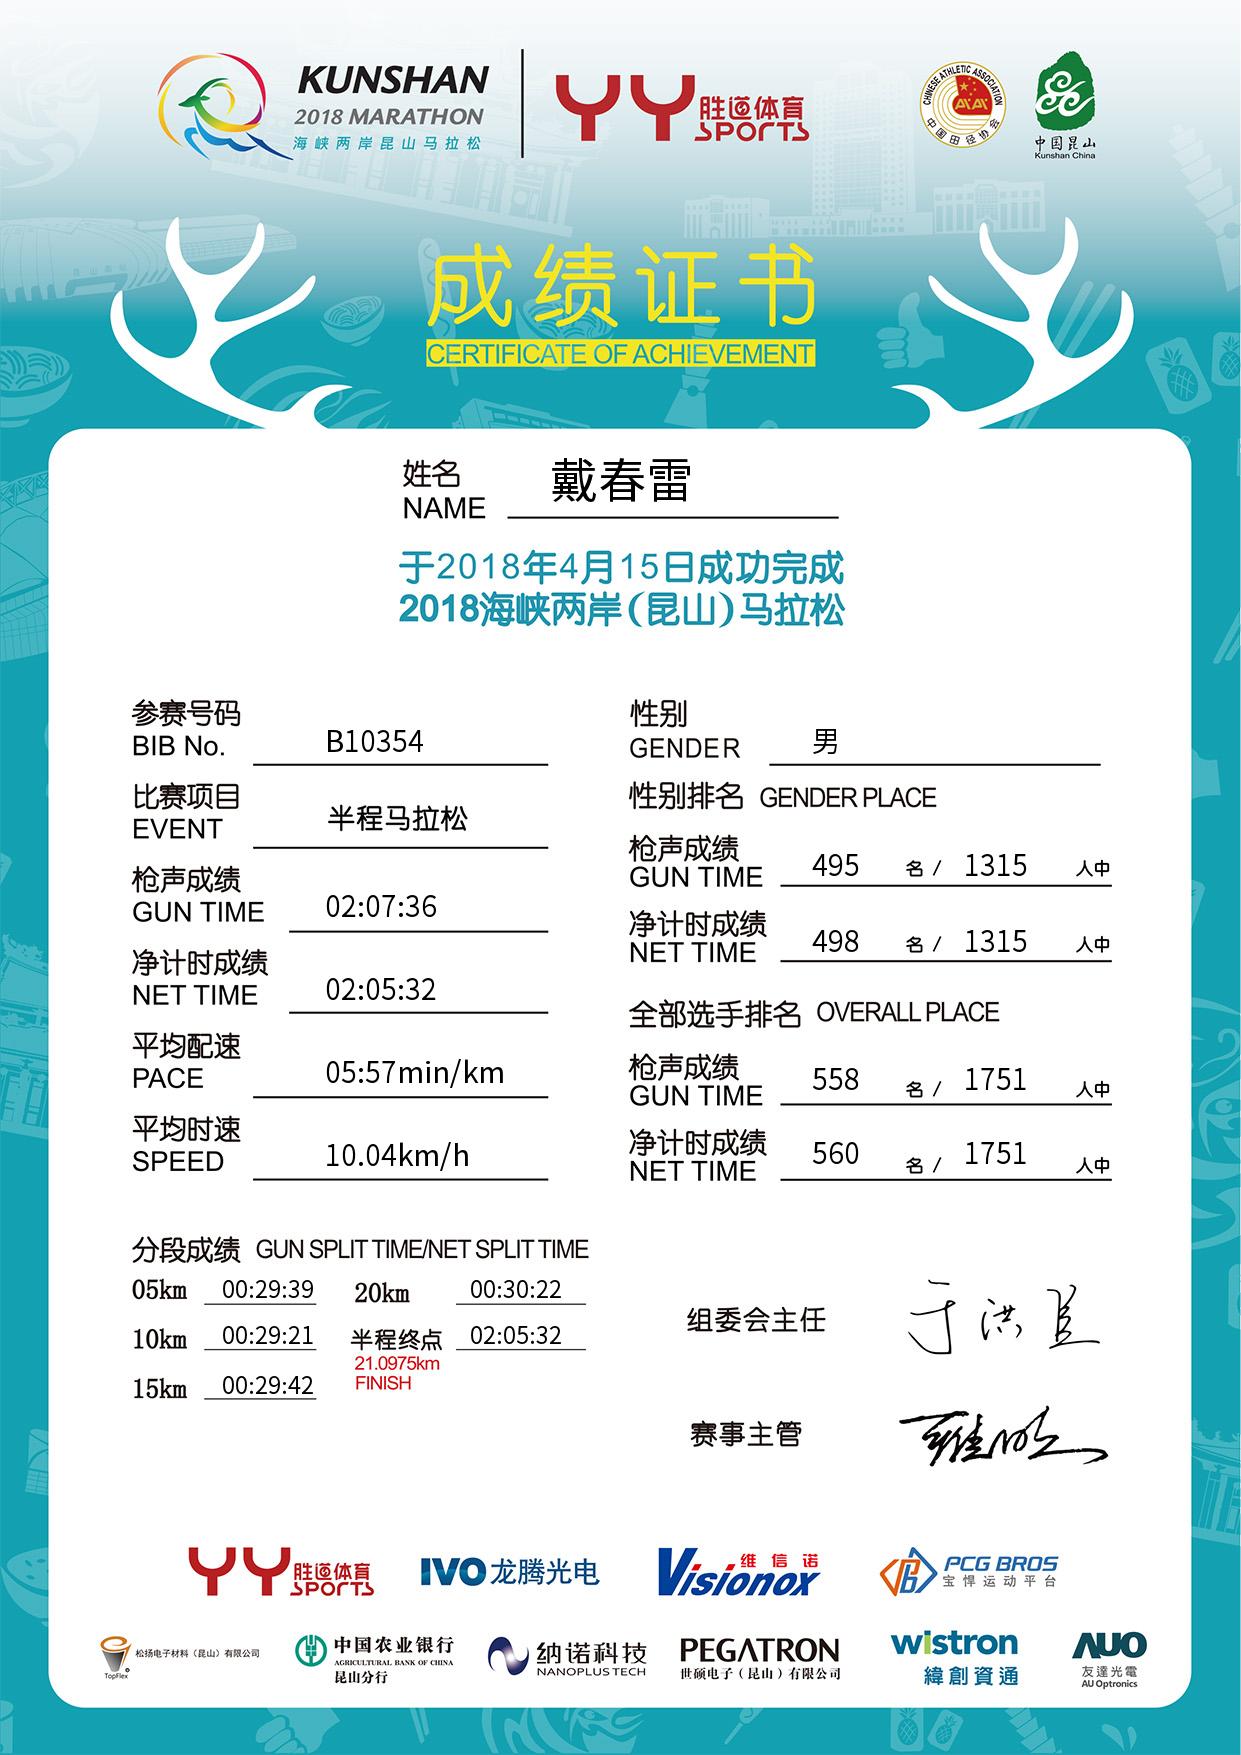 KUNSHAN
2018 MARATHON
海峡两岸昆山马拉松
YY 胜道体育
SPORTS
CHINESE ATHLETIC ASSOCIATION
中国田径协会
中国昆山
Kunshan China
成绩证书
CERTIFICATE OF ACHIEVEMENT
姓名
NAME 戴春雷
于2018年4月15日成功完成
2018海峡两岸(昆山)马拉松
参赛号码
BIB No. B10354
比赛项目
EVENT 半程马拉松
枪声成绩
GUN TIME 02:07:36
净计时成绩
NET TIME 02:05:32
平均配速
PACE 05:57min/km
平均时速
SPEED 10.04km/h
性别
GENDER 男
性别排名 GENDER PLACE
枪声成绩
GUN TIME 495 名 / 1315 人中
净计时成绩
NET TIME 498 名 / 1315 人中
全部选手排名 OVERALL PLACE
枪声成绩
GUN TIME 558 名 / 1751 人中
净计时成绩
NET TIME 560 名 / 1751 人中
分段成绩 GUN SPLIT TIME/NET SPLIT TIME
05km 00:29:39 20km 00:30:22
10km 00:29:21 半程终点 02:05:32
21.0975km
FINISH
15km 00:29:42
组委会主任
赛事主管
YY 胜道体育
SPORTS
IVO 龙腾光电
维信诺
Visionox
PCG BROS
宝悍运动平台
TopFlex
松扬电子材料（昆山）有限公司
中国农业银行
AGRICULTURAL BANK OF CHINA
昆山分行
纳诺科技
NANOPLUS TECH
PEGATRON
世硕电子（昆山）有限公司
wistron
緯創資通
AUO
友達光電
AU Optronics